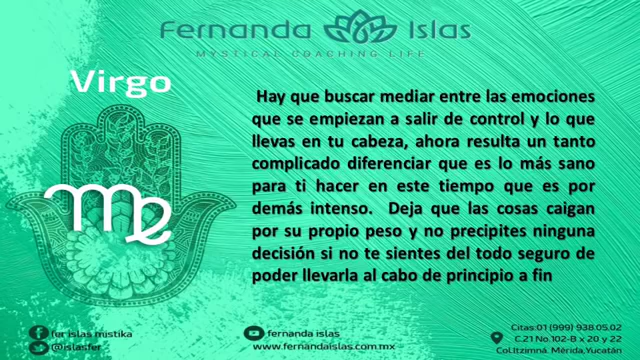 Fernanda Islas
MYSTICAL COACHING LIFE
Virgo
Hay que buscar mediar entre las emociones
que se empiezan a salir de control y lo que
llevas en tu cabeza, ahora resulta un tanto
complicado diferenciar que es lo más sano
para ti hacer en este tiempo que es por
demás intenso. Deja que las cosas caigan
por su propio peso y no precipites ninguna
decisión si no te sientes del todo seguro de
poder llevarla al cabo de principio a fin
fer islas mistika
@islasfer
fernanda islas
www.fernandaislas.com.mx
Citas:01 (999) 938.05.02
C.21 No.102-B x 20 y 22
Col.Itzimná. Mérida,Yucatán